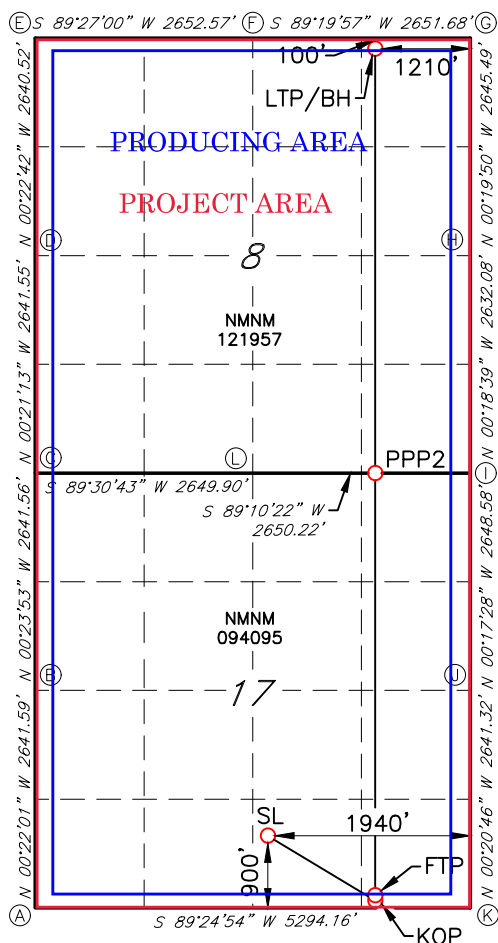 E S 89°27'00" W 2652.57' F S 89°19'57" W 2651.68' G
100'
1210'
LTP/BH
PRODUCING AREA
PROJECT AREA
N 00°22'42" W 2640.52'
N 00°19'50" W 2645.49'
D
H
8
NMNM
121957
N 00°21'13" W 2641.55'
N 00°18'39" W 2632.08'
C
L
PPP2
I
S 89°30'43" W 2649.90'
S 89°10'22" W
2650.22'
N 00°23'53" W 2641.56'
N 00°17'28" W 2648.58'
NMNM
094095
B
J
17
N 00°22'01" W 2641.59'
N 00°20'46" W 2641.32'
SL
1940'
900'
FTP
A
S 89°24'54" W 5294.16'
K
KOP